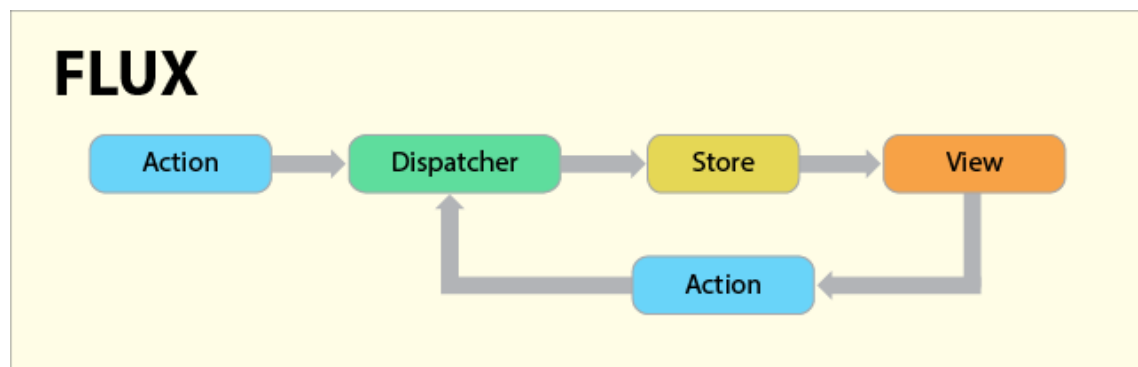 FLUX
Action
Dispatcher
Store
View
Action